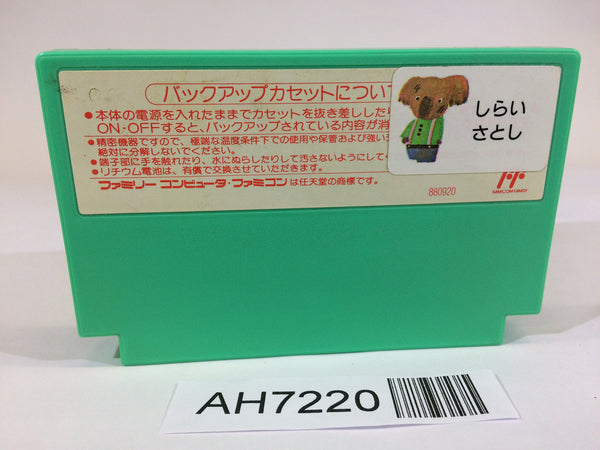 バックアップカセットについ
●本体の電源を入れたままでカセットを抜き差ししたり
ON・OFFすると、バックアップされている内容が消
●精密機器ですので、極端な温度条件下での使用や保管および強い
絶対に分解しないでください。
●端子部に手を触れたり、水にぬらしたりして汚さないようにして
●リチウム電池は、有償で交換させていただきます。
ファミリーコンピュータ・ファミコンは任天堂の商標です。
880920
FAMICOM FAMILY
しらい
さとし
AH7220